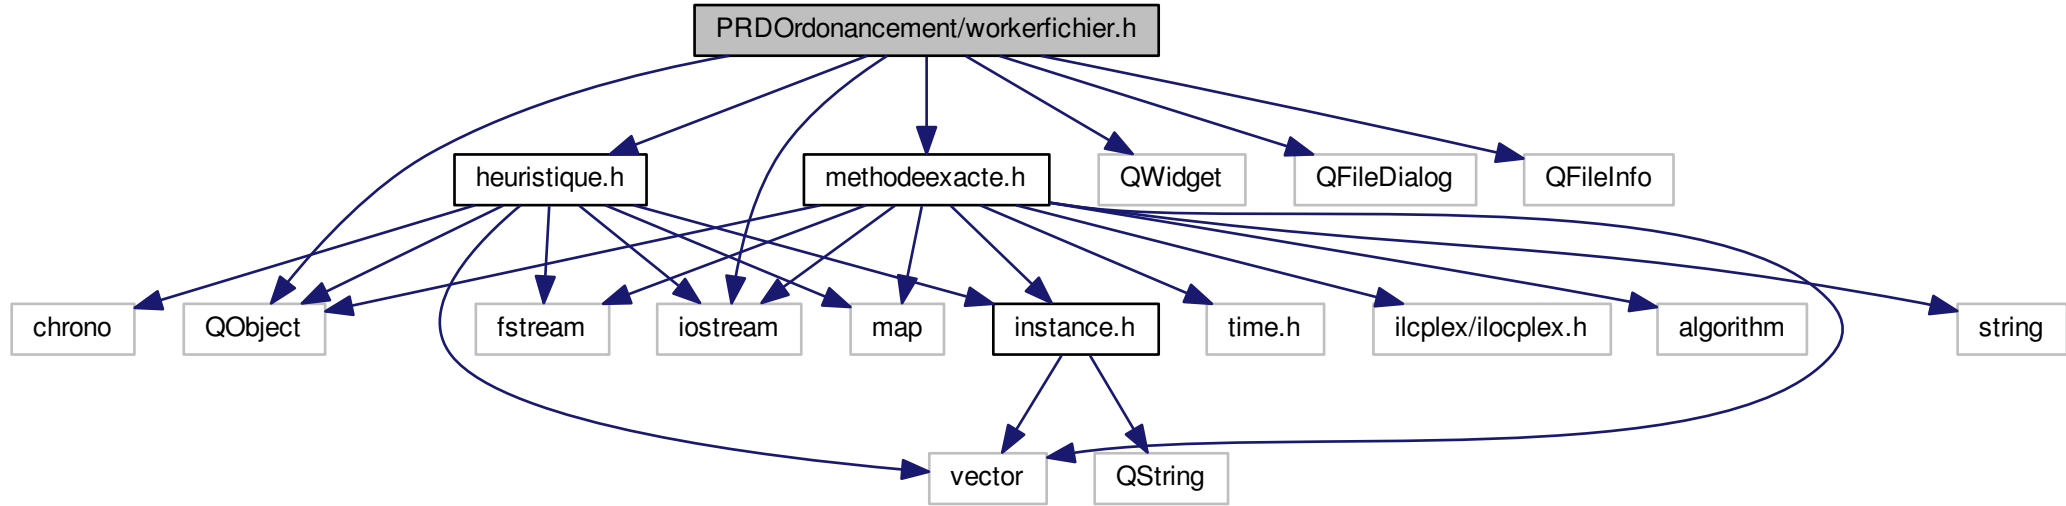 PRDOrdonancement/workerfichier.h
heuristique.h
methodeexacte.h
QWidget
QFileDialog
QFileInfo
chrono
QObject
fstream
iostream
map
instance.h
time.h
ilcplex/ilocplex.h
algorithm
string
vector
QString